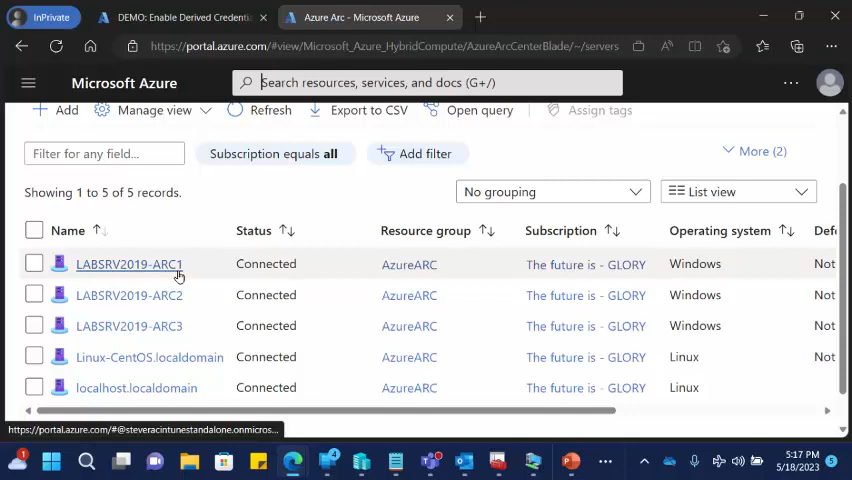 InPrivate
DEMO: Enable Derived Credenti
Azure Arc - Microsoft Azure
https://portal.azure.com/#view/Microsoft_Azure_HybridCompute/AzureArcCenterBlade/~/servers
Microsoft Azure
Search resources, services, and docs (G+/)
Add
Manage view
Refresh
Export to CSV
Open query
Assign tags
Filter for any field...
Subscription equals all
Add filter
More (2)
Showing 1 to 5 of 5 records.
No grouping
List view
Name Status Resource group Subscription Operating system Defe
LABSRV2019-ARC1 Connected AzureARC The future is - GLORY Windows Not
LABSRV2019-ARC2 Connected AzureARC The future is - GLORY Windows Not
LABSRV2019-ARC3 Connected AzureARC The future is - GLORY Windows Not
Linux-CentOS.localdomain Connected AzureARC The future is - GLORY Linux Not
localhost.localdomain Connected AzureARC The future is - GLORY Linux
https://portal.azure.com/#@steveracintunestandalone.onmicros...
1
4
5:17 PM
5/18/2023
5